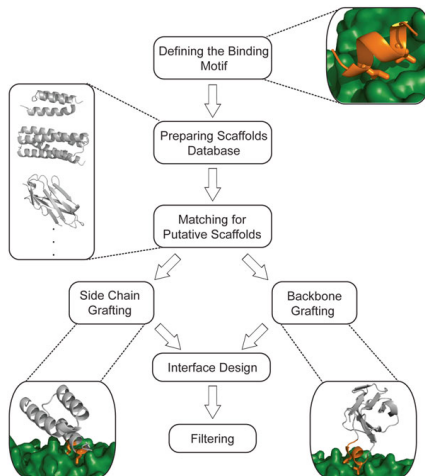 Defining the Binding
Motif
Preparing Scaffolds
Database
Matching for
Putative Scaffolds
Side Chain
Grafting
Backbone
Grafting
Interface Design
Filtering